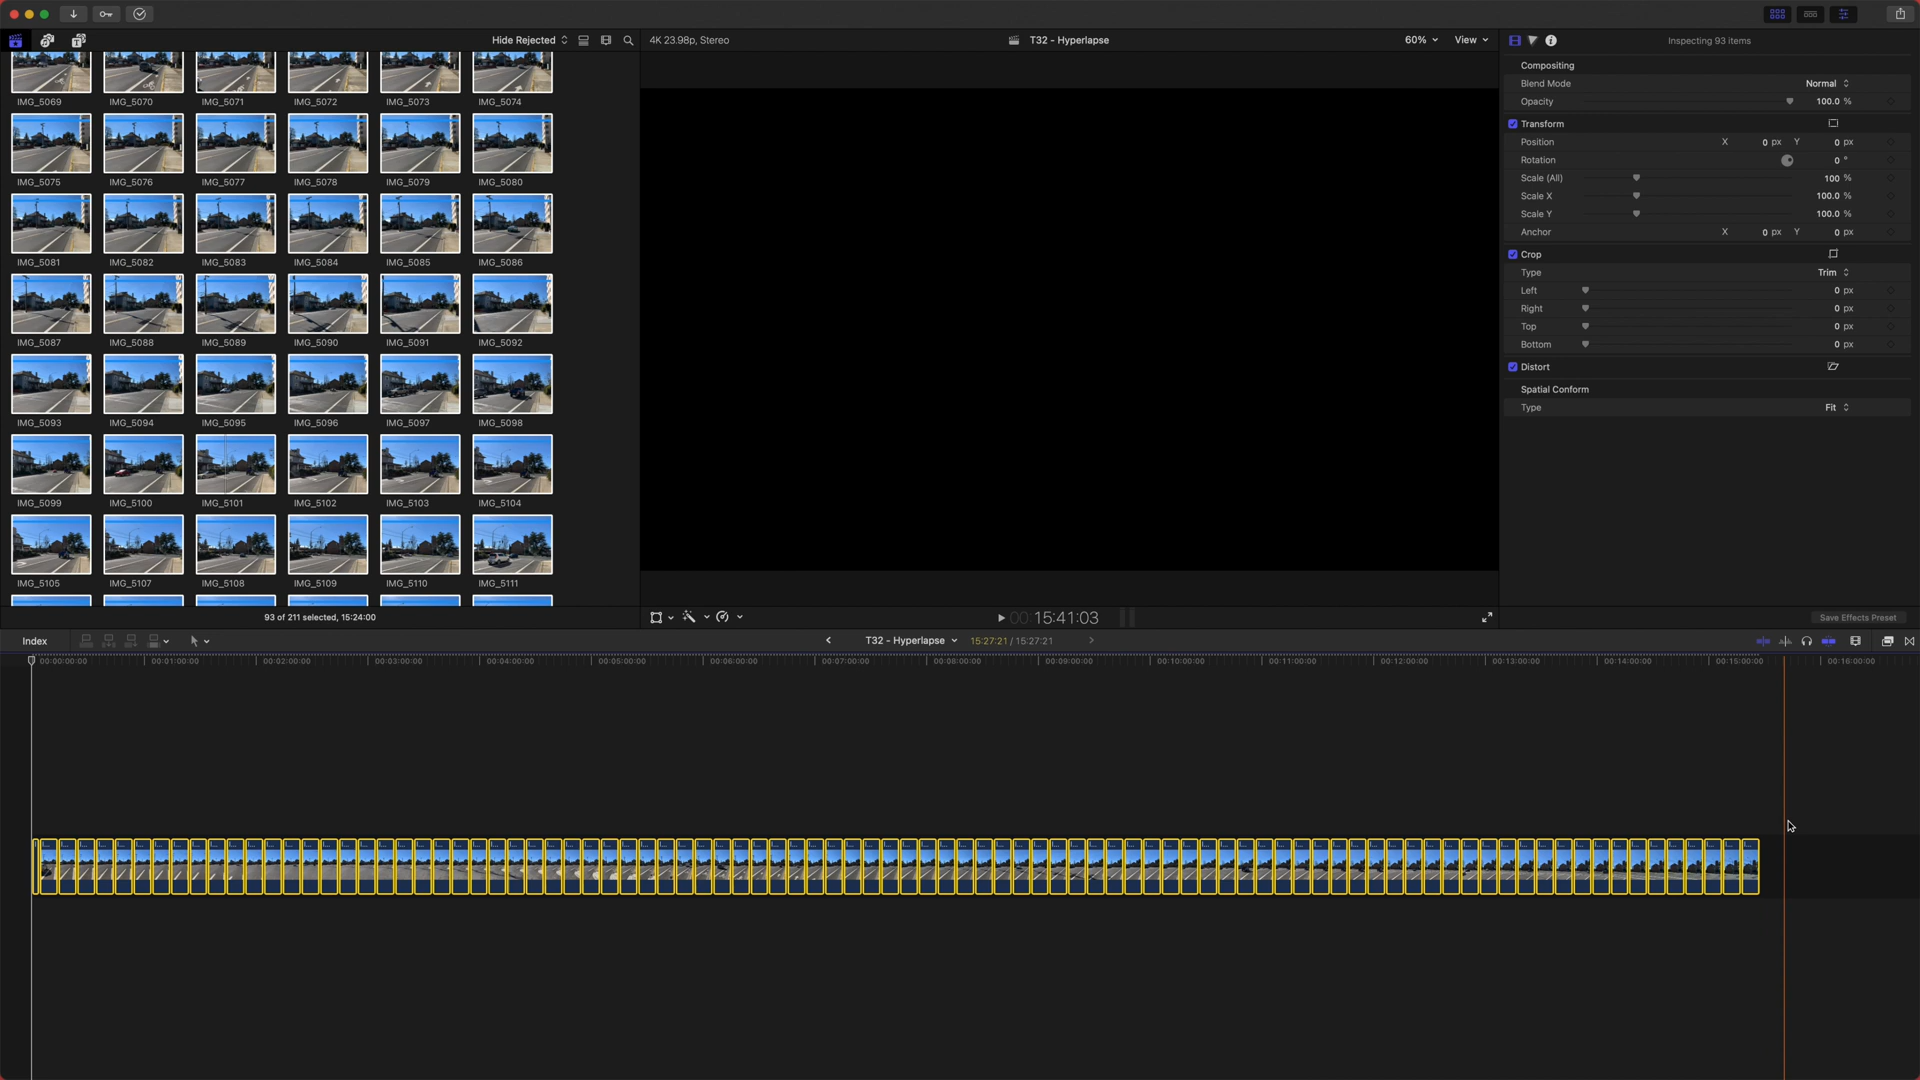 Hide Rejected
4K 23.98p, Stereo
T32 - Hyperlapse
60%
View
Inspecting 93 items
IMG_5069 IMG_5070 IMG_5071 IMG_5072 IMG_5073 IMG_5074
IMG_5075 IMG_5076 IMG_5077 IMG_5078 IMG_5079 IMG_5080
IMG_5081 IMG_5082 IMG_5083 IMG_5084 IMG_5085 IMG_5086
IMG_5087 IMG_5088 IMG_5089 IMG_5090 IMG_5091 IMG_5092
IMG_5093 IMG_5094 IMG_5095 IMG_5096 IMG_5097 IMG_5098
IMG_5099 IMG_5100 IMG_5101 IMG_5102 IMG_5103 IMG_5104
IMG_5105 IMG_5107 IMG_5108 IMG_5109 IMG_5110 IMG_5111
93 of 211 selected, 15:24:00
Compositing
Blend Mode Normal
Opacity 100.0 %
Transform
Position X 0 px Y 0 px
Rotation 0 °
Scale (All) 100 %
Scale X 100.0 %
Scale Y 100.0 %
Anchor X 0 px Y 0 px
Crop
Type Trim
Left 0 px
Right 0 px
Top 0 px
Bottom 0 px
Distort
Spatial Conform
Type Fit
00:15:41:03
Save Effects Preset
Index
T32 - Hyperlapse
15:27:21 / 15:27:21
00:00:00:00 00:01:00:00 00:02:00:00 00:03:00:00 00:04:00:00 00:05:00:00 00:06:00:00 00:07:00:00 00:08:00:00 00:09:00:00 00:10:00:00 00:11:00:00 00:12:00:00 00:13:00:00 00:14:00:00 00:15:00:00 00:16:00:00